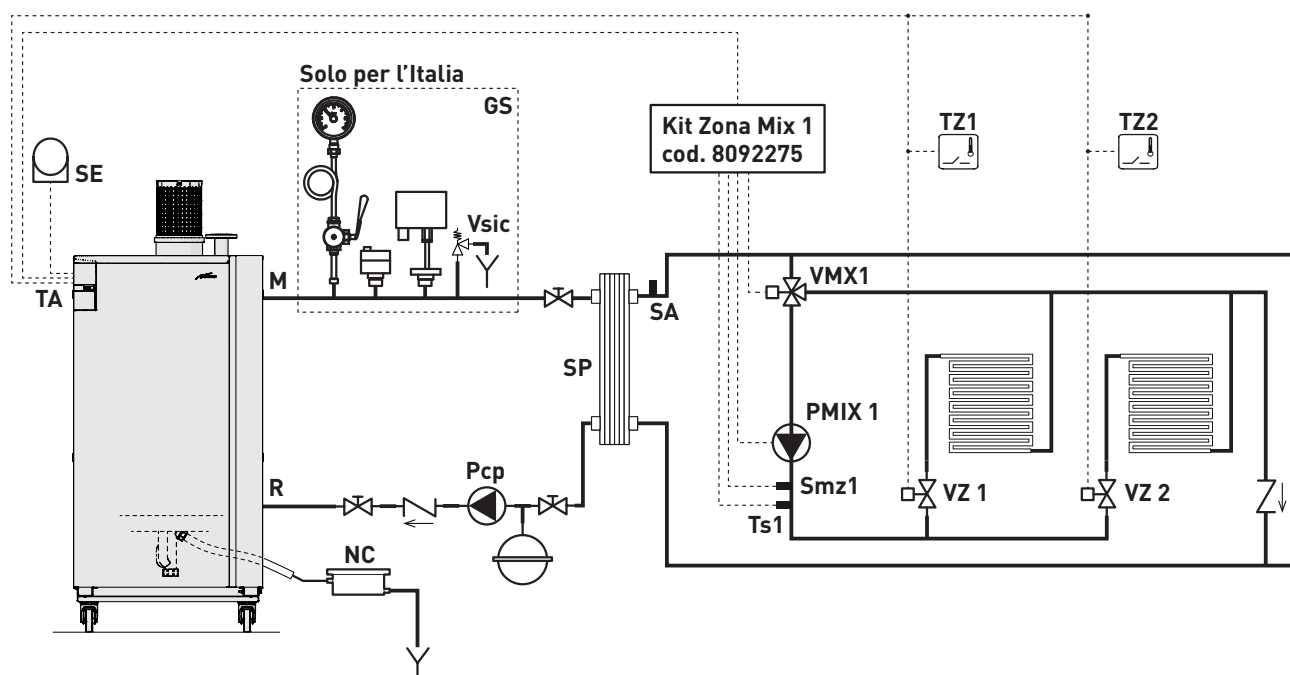 Solo per l’Italia
GS
Kit Zona Mix 1
cod. 8092275
TZ1
TZ2
SE
Vsic
M
VMX1
TA
SA
SP
PMIX 1
Pcp
R
Smz1
VZ 1
VZ 2
Ts1
NC